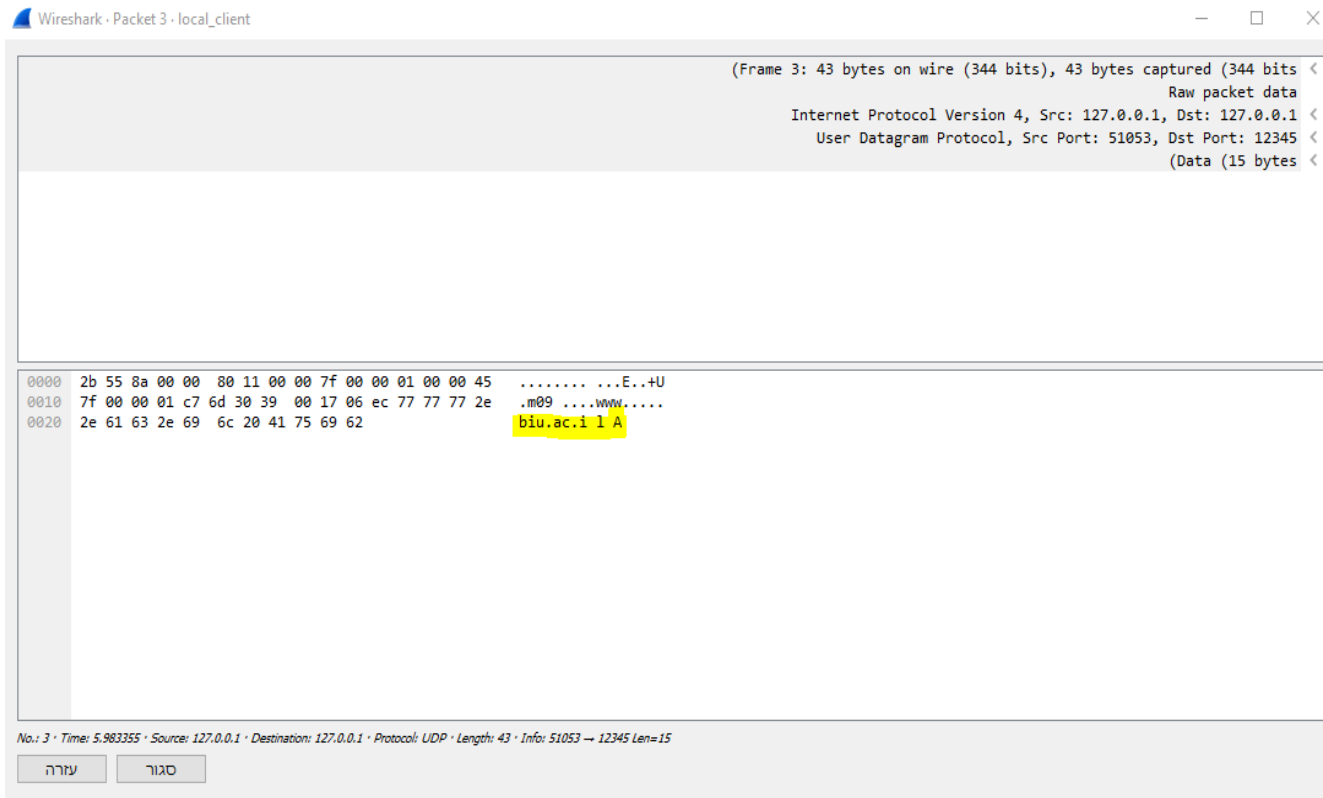 Wireshark · Packet 3 · local_client
(Frame 3: 43 bytes on wire (344 bits), 43 bytes captured (344 bits
Raw packet data
Internet Protocol Version 4, Src: 127.0.0.1, Dst: 127.0.0.1
User Datagram Protocol, Src Port: 51053, Dst Port: 12345
(Data (15 bytes
0000 2b 55 8a 00 00 80 11 00 00 7f 00 00 01 00 00 45 ........ ...E..+U
0010 7f 00 00 01 c7 6d 30 39 00 17 06 ec 77 77 77 2e .m09 ....www.....
0020 2e 61 63 2e 69 6c 20 41 75 69 62 biu.ac.i l A
No.: 3 · Time: 5.983355 · Source: 127.0.0.1 · Destination: 127.0.0.1 · Protocol: UDP · Length: 43 · Info: 51053 → 12345 Len=15
עזרה סגור